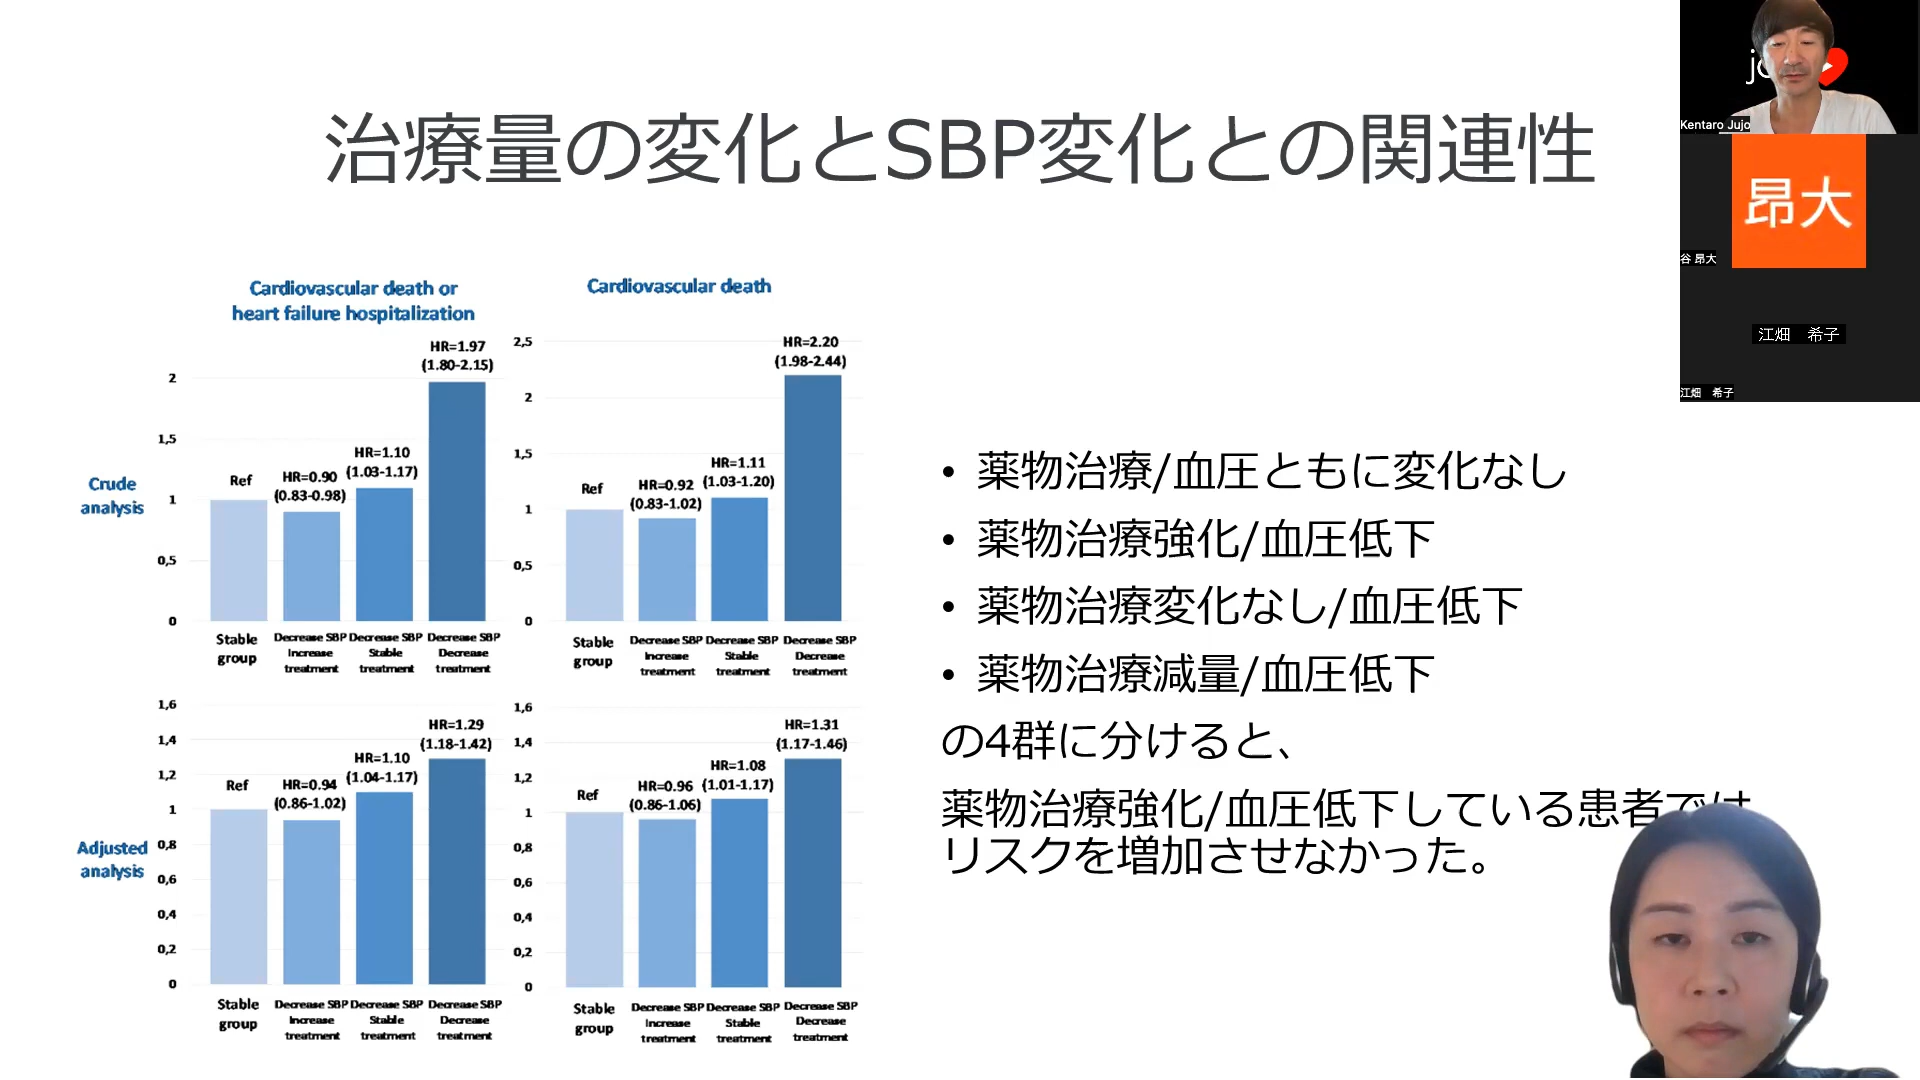 治療量の変化とSBP変化との関連性
Cardiovascular death or
heart failure hospitalization
Crude
analysis
2
1,5
1
0,5
0
Ref
HR=0.90
(0.83-0.98)
HR=1.10
(1.03-1.17)
HR=1.97
(1.80-2.15)
Stable
group
Decrease SBP
Increase
treatment
Decrease SBP
Stable
treatment
Decrease SBP
Decrease
treatment
Cardiovascular death
2,5
2
1,5
1
0,5
0
Ref
HR=0.92
(0.83-1.02)
HR=1.11
(1.03-1.20)
HR=2.20
(1.98-2.44)
Stable
group
Decrease SBP
Increase
treatment
Decrease SBP
Stable
treatment
Decrease SBP
Decrease
treatment
Adjusted
analysis
1,6
1,4
1,2
1
0,8
0,6
0,4
0,2
0
Ref
HR=0.94
(0.86-1.02)
HR=1.10
(1.04-1.17)
HR=1.29
(1.18-1.42)
Stable
group
Decrease SBP
Increase
treatment
Decrease SBP
Stable
treatment
Decrease SBP
Decrease
treatment
1,6
1,4
1,2
1
0,8
0,6
0,4
0,2
0
Ref
HR=0.96
(0.86-1.06)
HR=1.08
(1.01-1.17)
HR=1.31
(1.17-1.46)
Stable
group
Decrease SBP
Increase
treatment
Decrease SBP
Stable
treatment
Decrease SBP
Decrease
treatment
• 薬物治療/血圧ともに変化なし
• 薬物治療強化/血圧低下
• 薬物治療変化なし/血圧低下
• 薬物治療減量/血圧低下
の4群に分けると、
薬物治療強化/血圧低下している患者では
リスクを増加させなかった。
Kentaro Jujo
昂大
谷 昂大
江畑 希子
江畑 希子